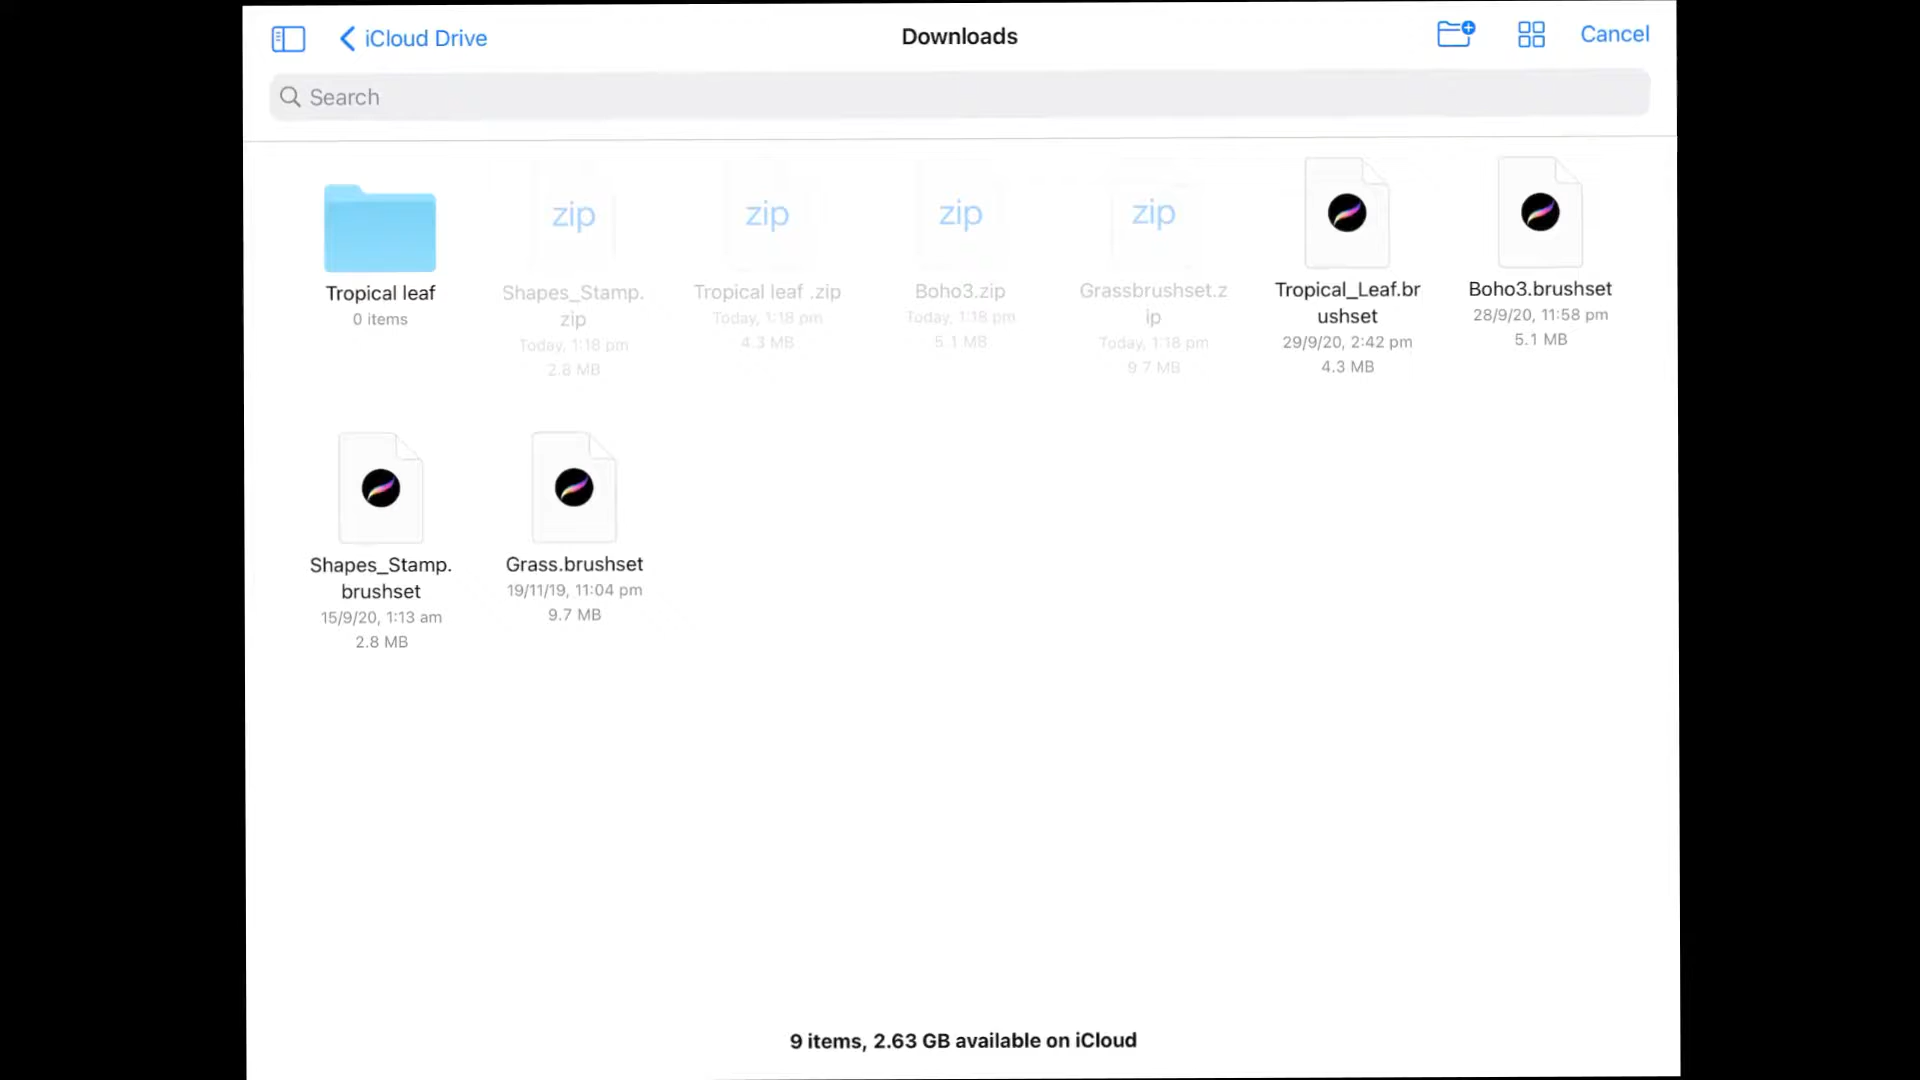 iCloud Drive
Downloads
Cancel
Search
zip
zip
zip
zip
Tropical leaf
0 items
Shapes_Stamp.
zip
Today, 1:18 pm
2.8 MB
Tropical leaf .zip
Today, 1:18 pm
4.3 MB
Boho3.zip
Today, 1:18 pm
5.1 MB
Grassbrushset.z
ip
Today, 1:18 pm
9.7 MB
Tropical_Leaf.br
ushset
29/9/20, 2:42 pm
4.3 MB
Boho3.brushset
28/9/20, 11:58 pm
5.1 MB
Shapes_Stamp.
brushset
15/9/20, 1:13 am
2.8 MB
Grass.brushset
19/11/19, 11:04 pm
9.7 MB
9 items, 2.63 GB available on iCloud